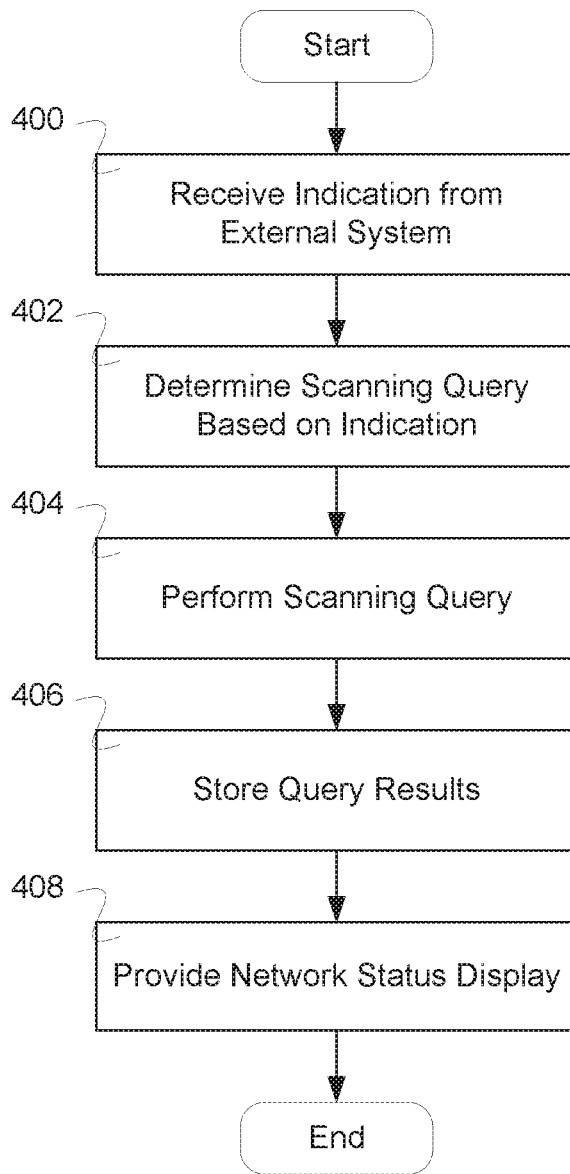 Start
400
Receive Indication from
External System
402
Determine Scanning Query
Based on Indication
404
Perform Scanning Query
406
Store Query Results
408
Provide Network Status Display
End